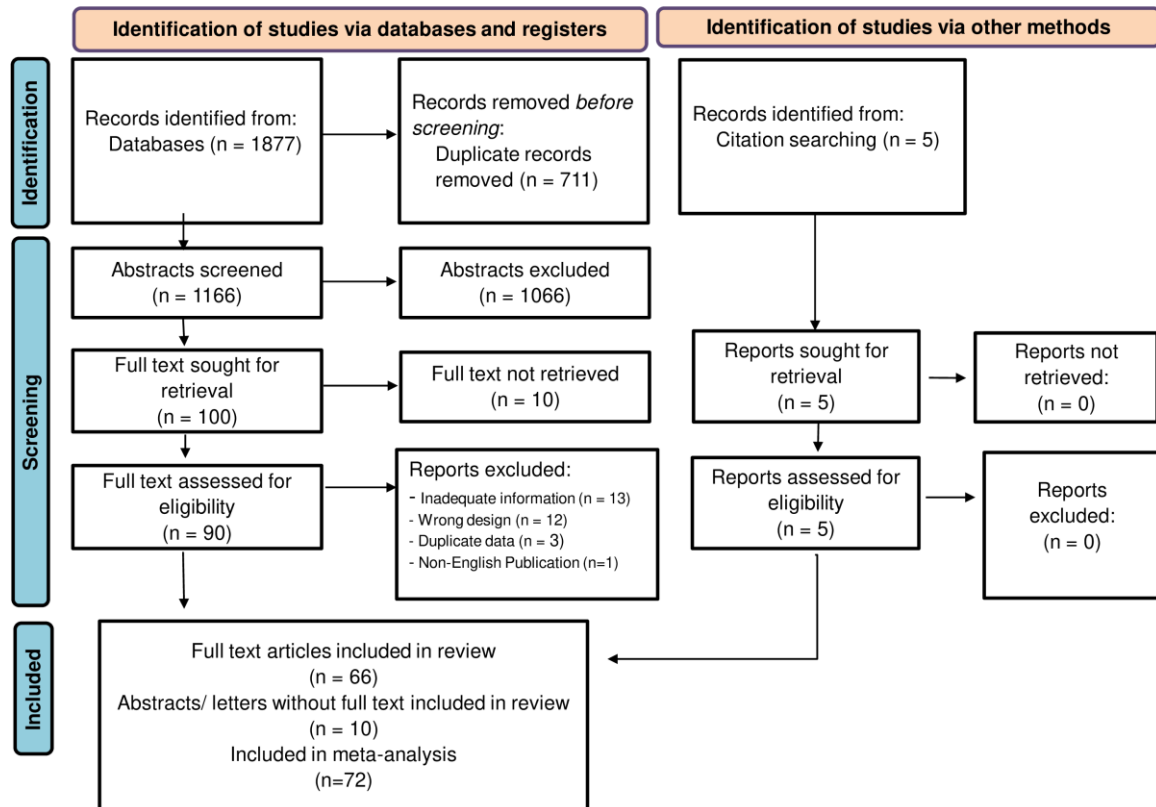 Identification of studies via databases and registers
Identification of studies via other methods
Identification
Records identified from:
Databases (n = 1877)
Records removed before
screening:
Duplicate records
removed (n = 711)
Records identified from:
Citation searching (n = 5)
Screening
Abstracts screened
(n = 1166)
Abstracts excluded
(n = 1066)
Full text sought for
retrieval
(n = 100)
Full text not retrieved
(n = 10)
Reports sought for
retrieval
(n = 5)
Reports not
retrieved:
(n = 0)
Full text assessed for
eligibility
(n = 90)
Reports excluded:
- Inadequate information (n = 13)
- Wrong design (n = 12)
- Duplicate data (n = 3)
- Non-English Publication (n=1)
Reports assessed for
eligibility
(n = 5)
Reports
excluded:
(n = 0)
Included
Full text articles included in review
(n = 66)
Abstracts/ letters without full text included in review
(n = 10)
Included in meta-analysis
(n=72)